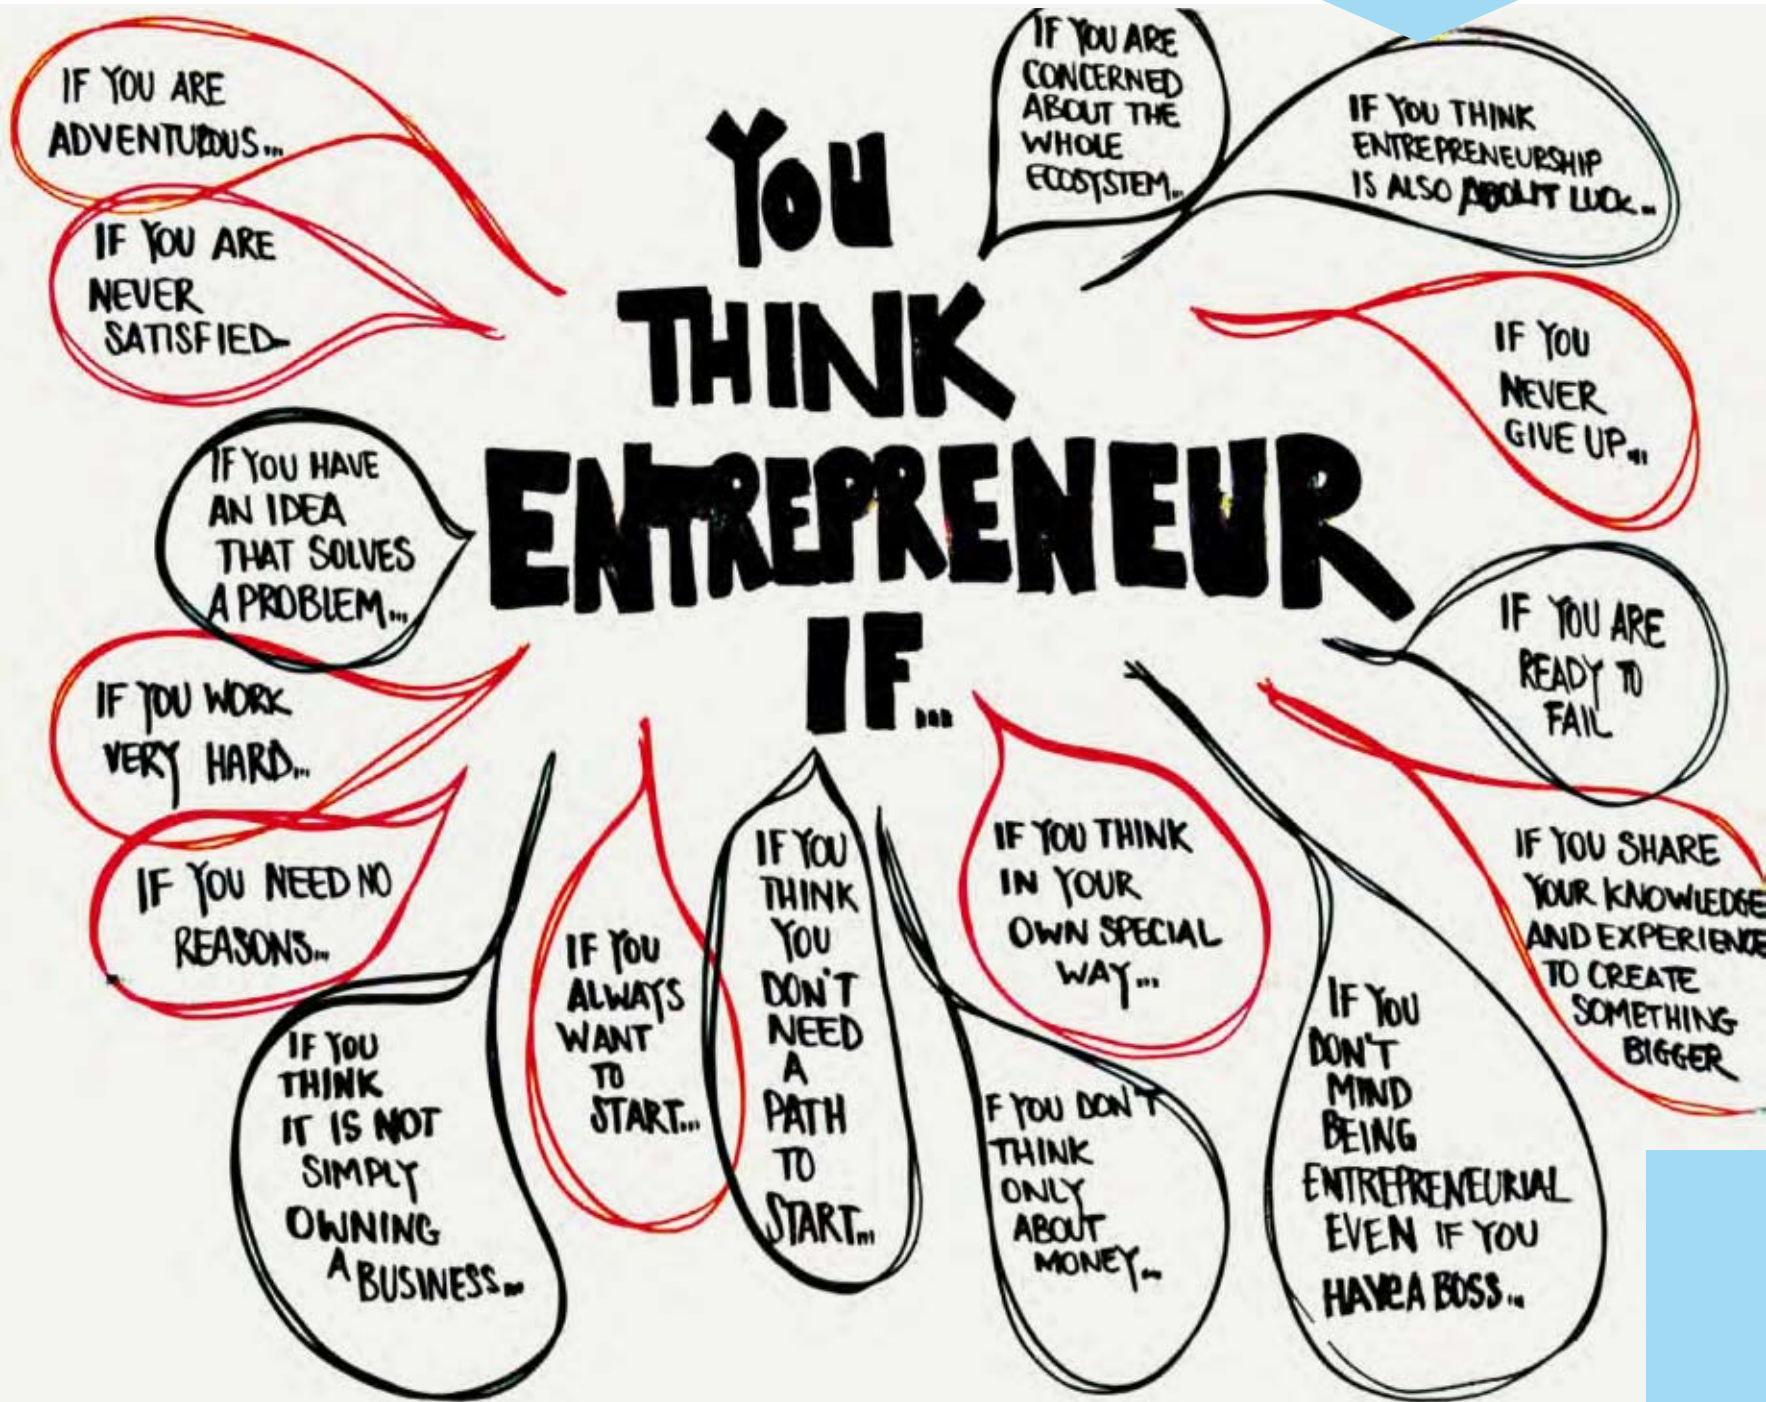 YOU
THINK
ENTREPRENEUR
IF...
IF YOU ARE
ADVENTUROUS...
IF YOU ARE
NEVER
SATISFIED...
IF YOU HAVE
AN IDEA
THAT SOLVES
A PROBLEM...
IF YOU WORK
VERY HARD...
IF YOU NEED NO
REASONS...
IF YOU
THINK
IT IS NOT
SIMPLY
OWNING
A BUSINESS...
IF YOU
ALWAYS
WANT
TO
START...
IF YOU
THINK
YOU
DON'T
NEED
A
PATH
TO
START...
IF YOU DON'T
THINK
ONLY
ABOUT
MONEY...
IF YOU THINK
IN YOUR
OWN SPECIAL
WAY...
IF YOU
DON'T
MIND
BEING
ENTREPRENEURIAL
EVEN IF YOU
HAVE A BOSS...
IF YOU SHARE
YOUR KNOWLEDGE
AND EXPERIENCE
TO CREATE
SOMETHING
BIGGER
IF YOU ARE
READY TO
FAIL
IF YOU
NEVER
GIVE UP...
IF YOU THINK
ENTREPRENEURSHIP
IS ALSO ABOUT LUCK...
IF YOU ARE
CONCERNED
ABOUT THE
WHOLE
ECOSYSTEM...